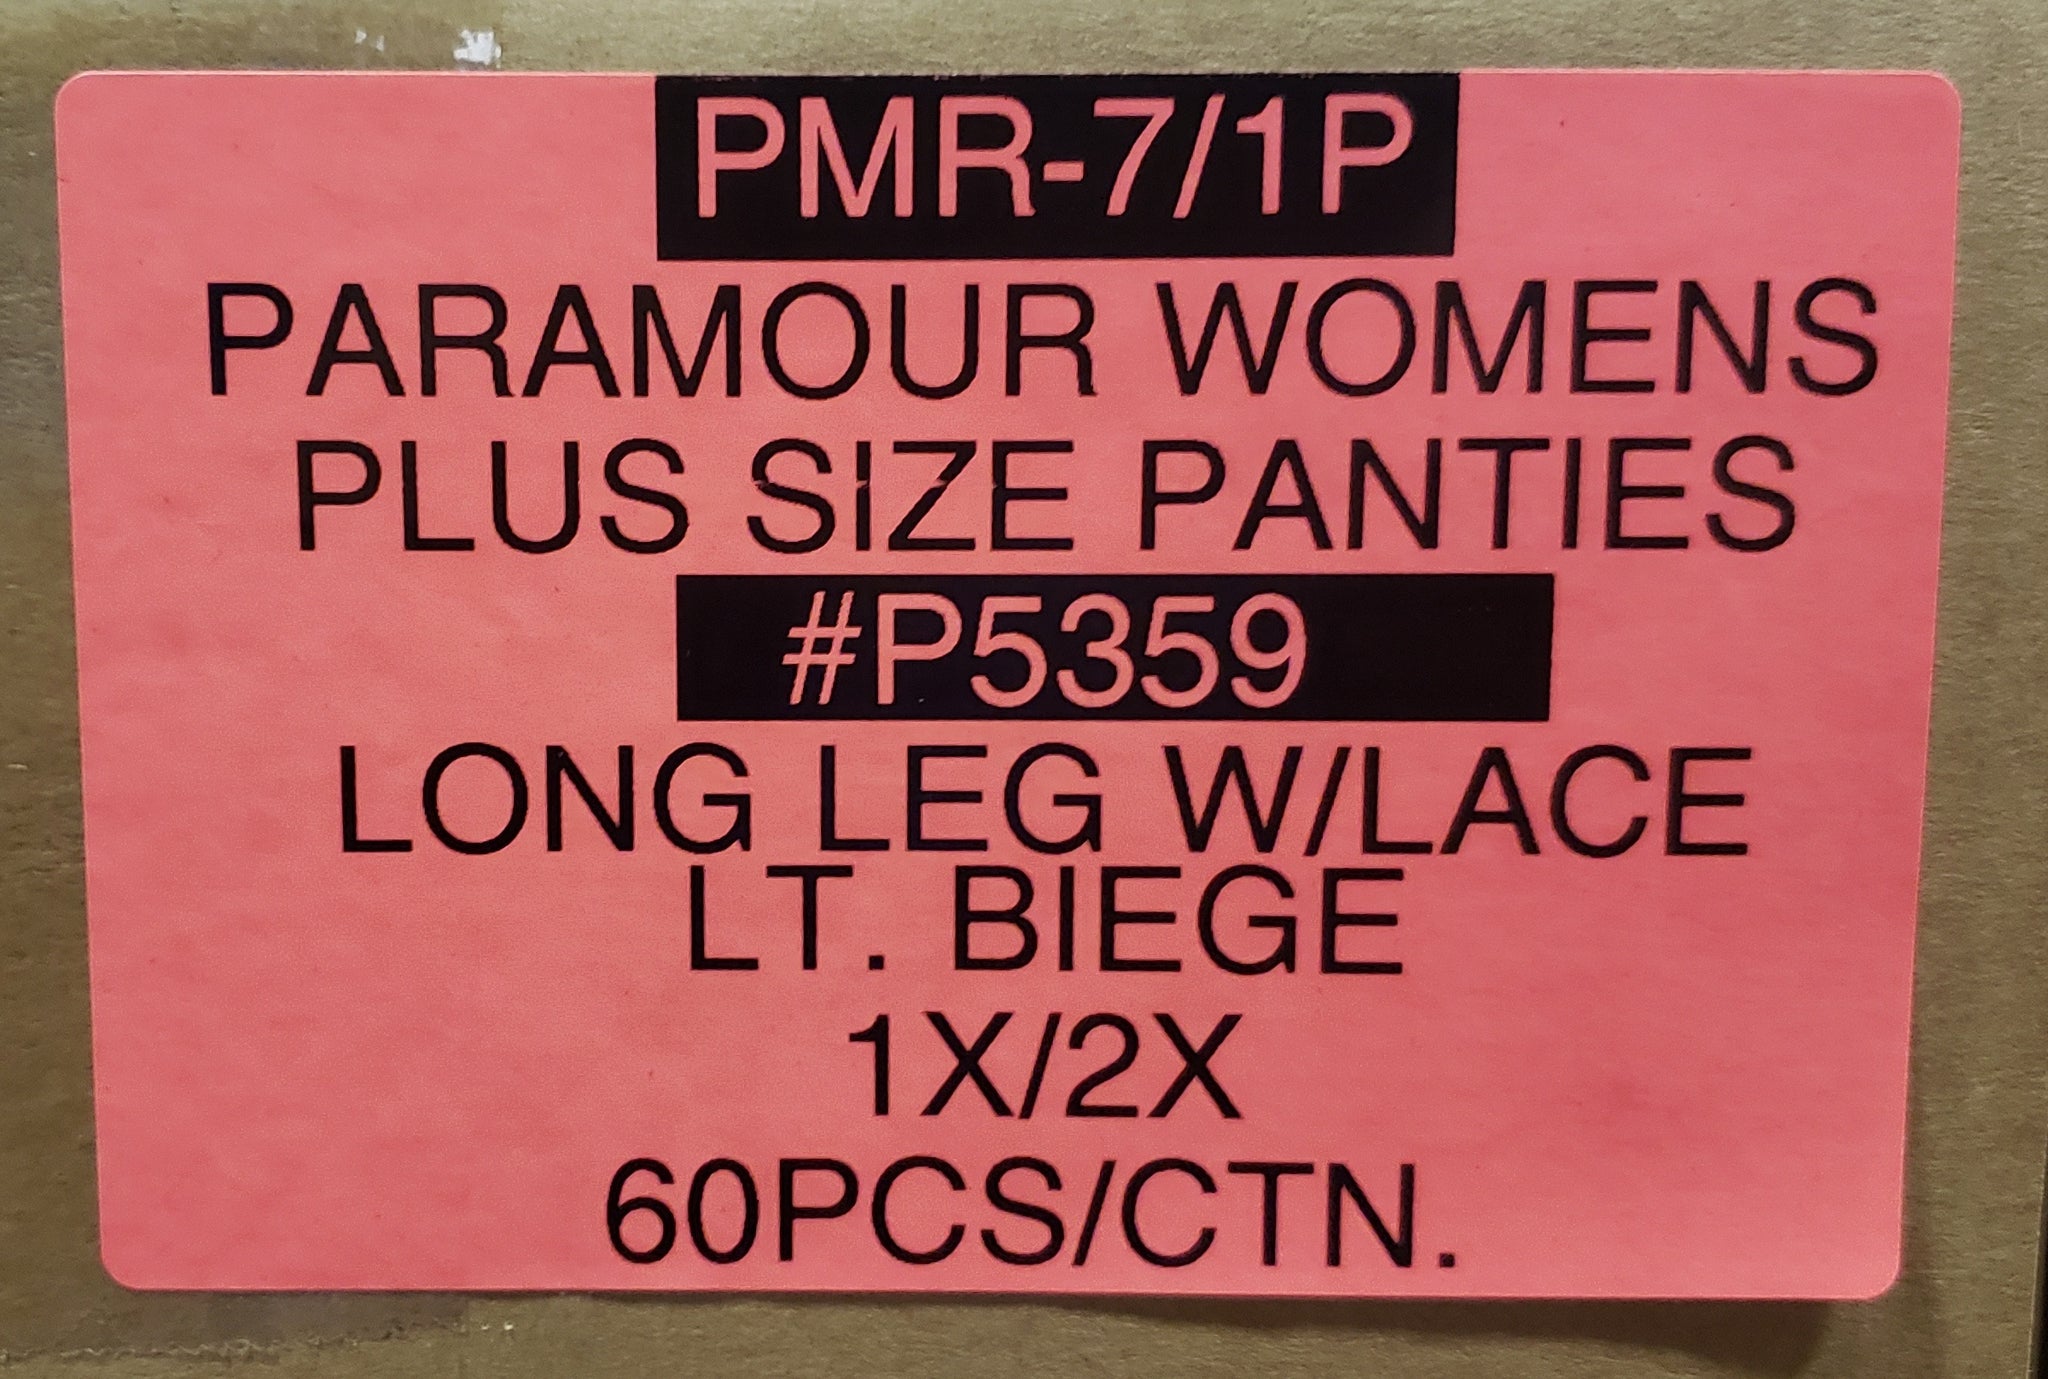 PMR-7/1P
PARAMOUR WOMENS
PLUS SIZE PANTIES
#P5359
LONG LEG W/LACE
LT. BIEGE
1X/2X
60PCS/CTN.